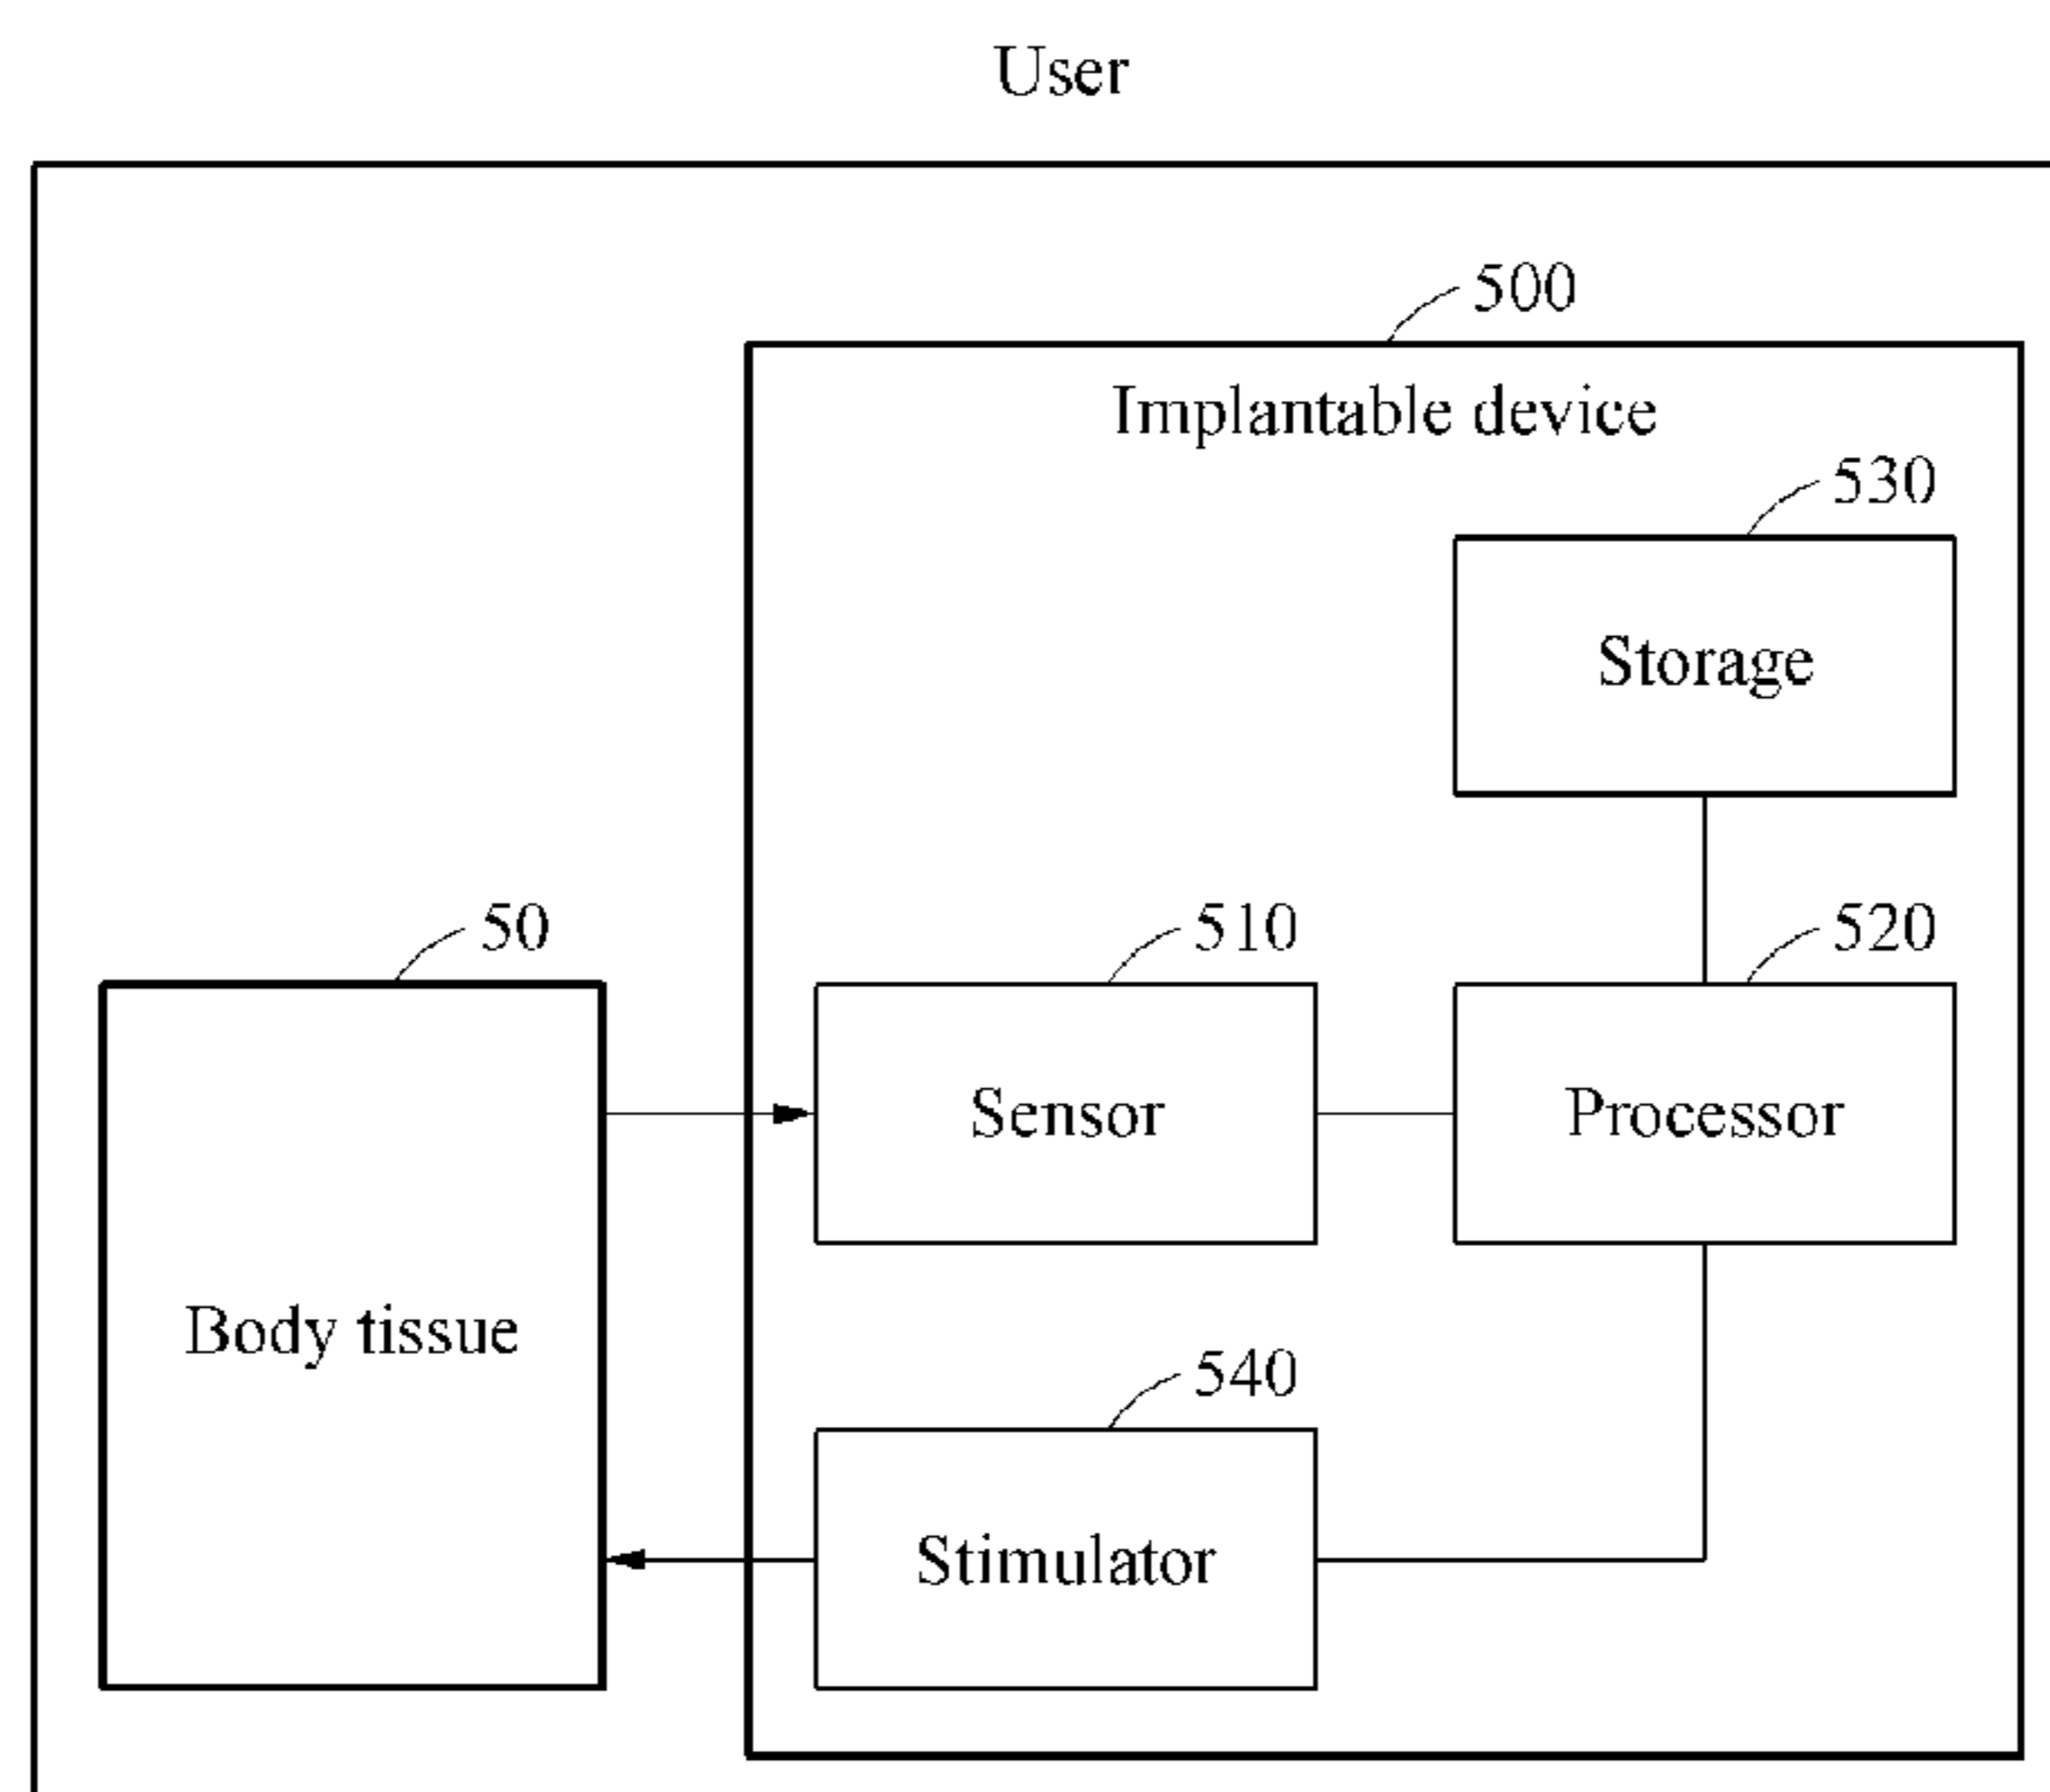 User
500
Implantable device
530
Storage
50
510
520
Sensor
Processor
Body tissue
540
Stimulator